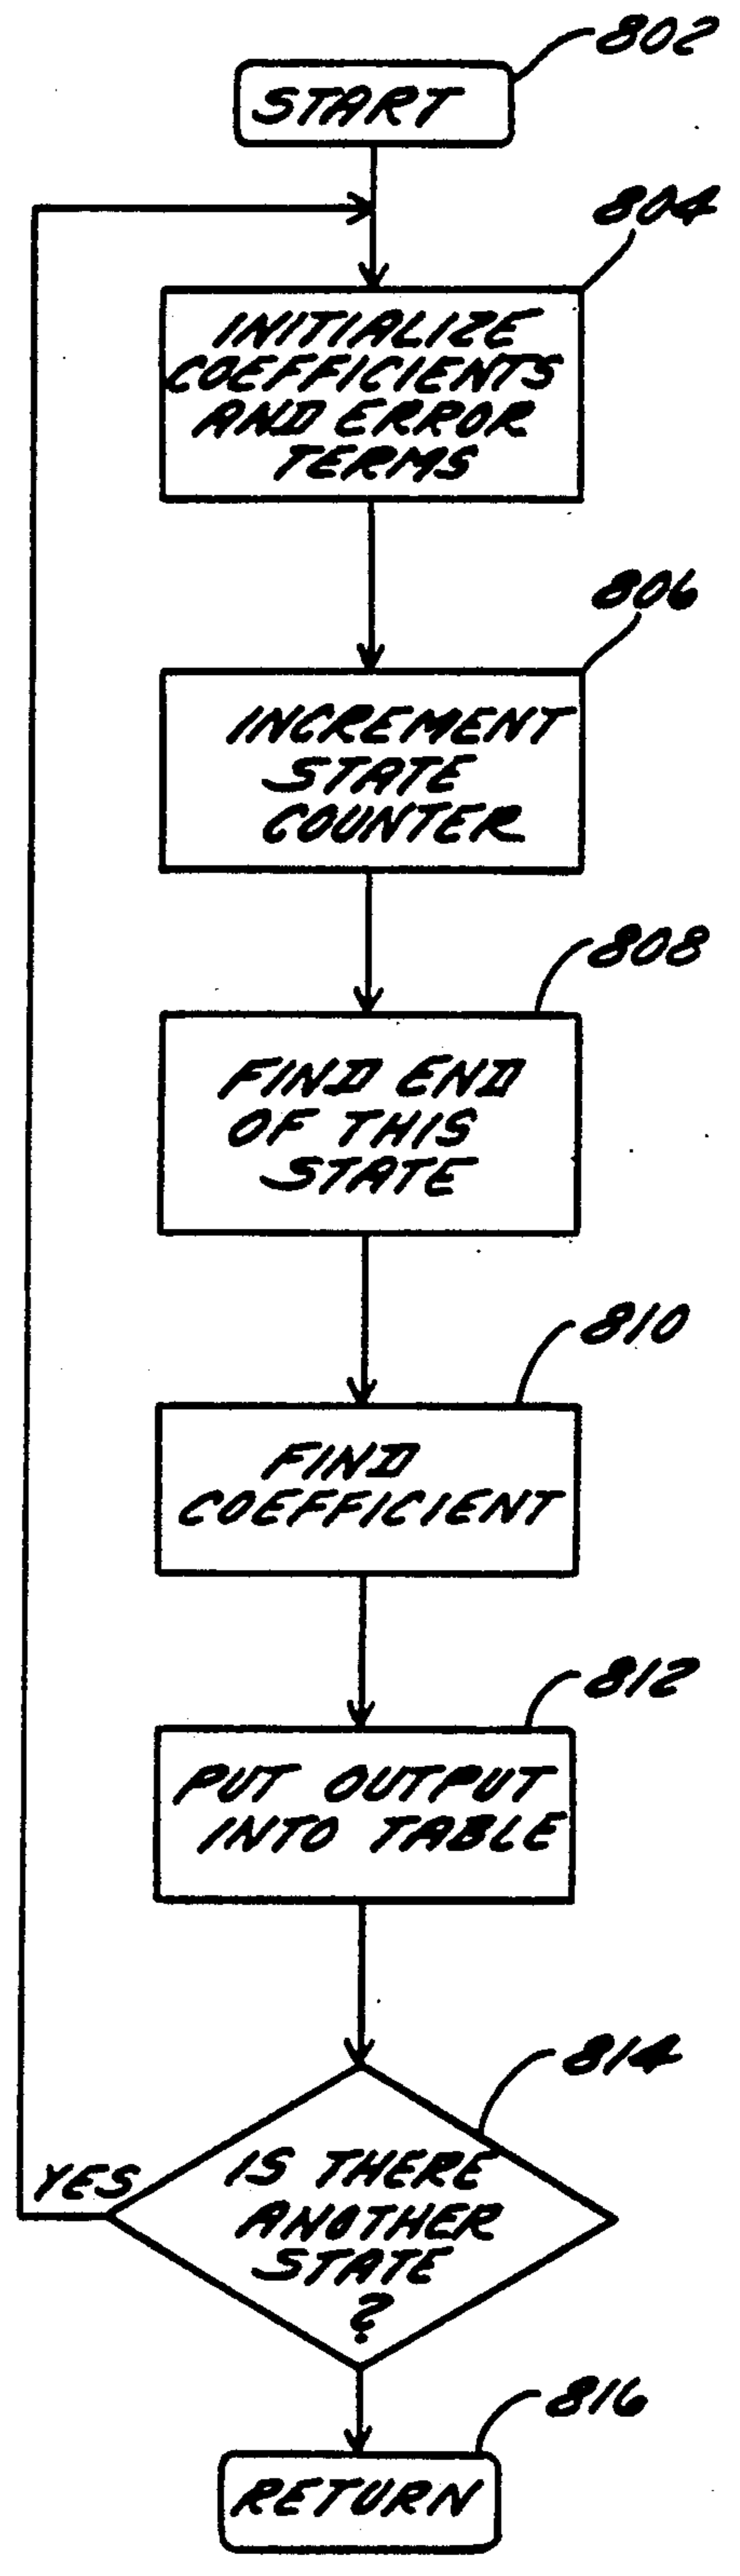 802
START
804
INITIALIZE
COEFFICIENTS
AND ERROR
TERMS
806
INCREMENT
STATE
COUNTER
808
FIND END
OF THIS
STATE
810
FIND
COEFFICIENT
812
PUT OUTPUT
INTO TABLE
814
YES
IS THERE
ANOTHER
STATE
?
816
RETURN